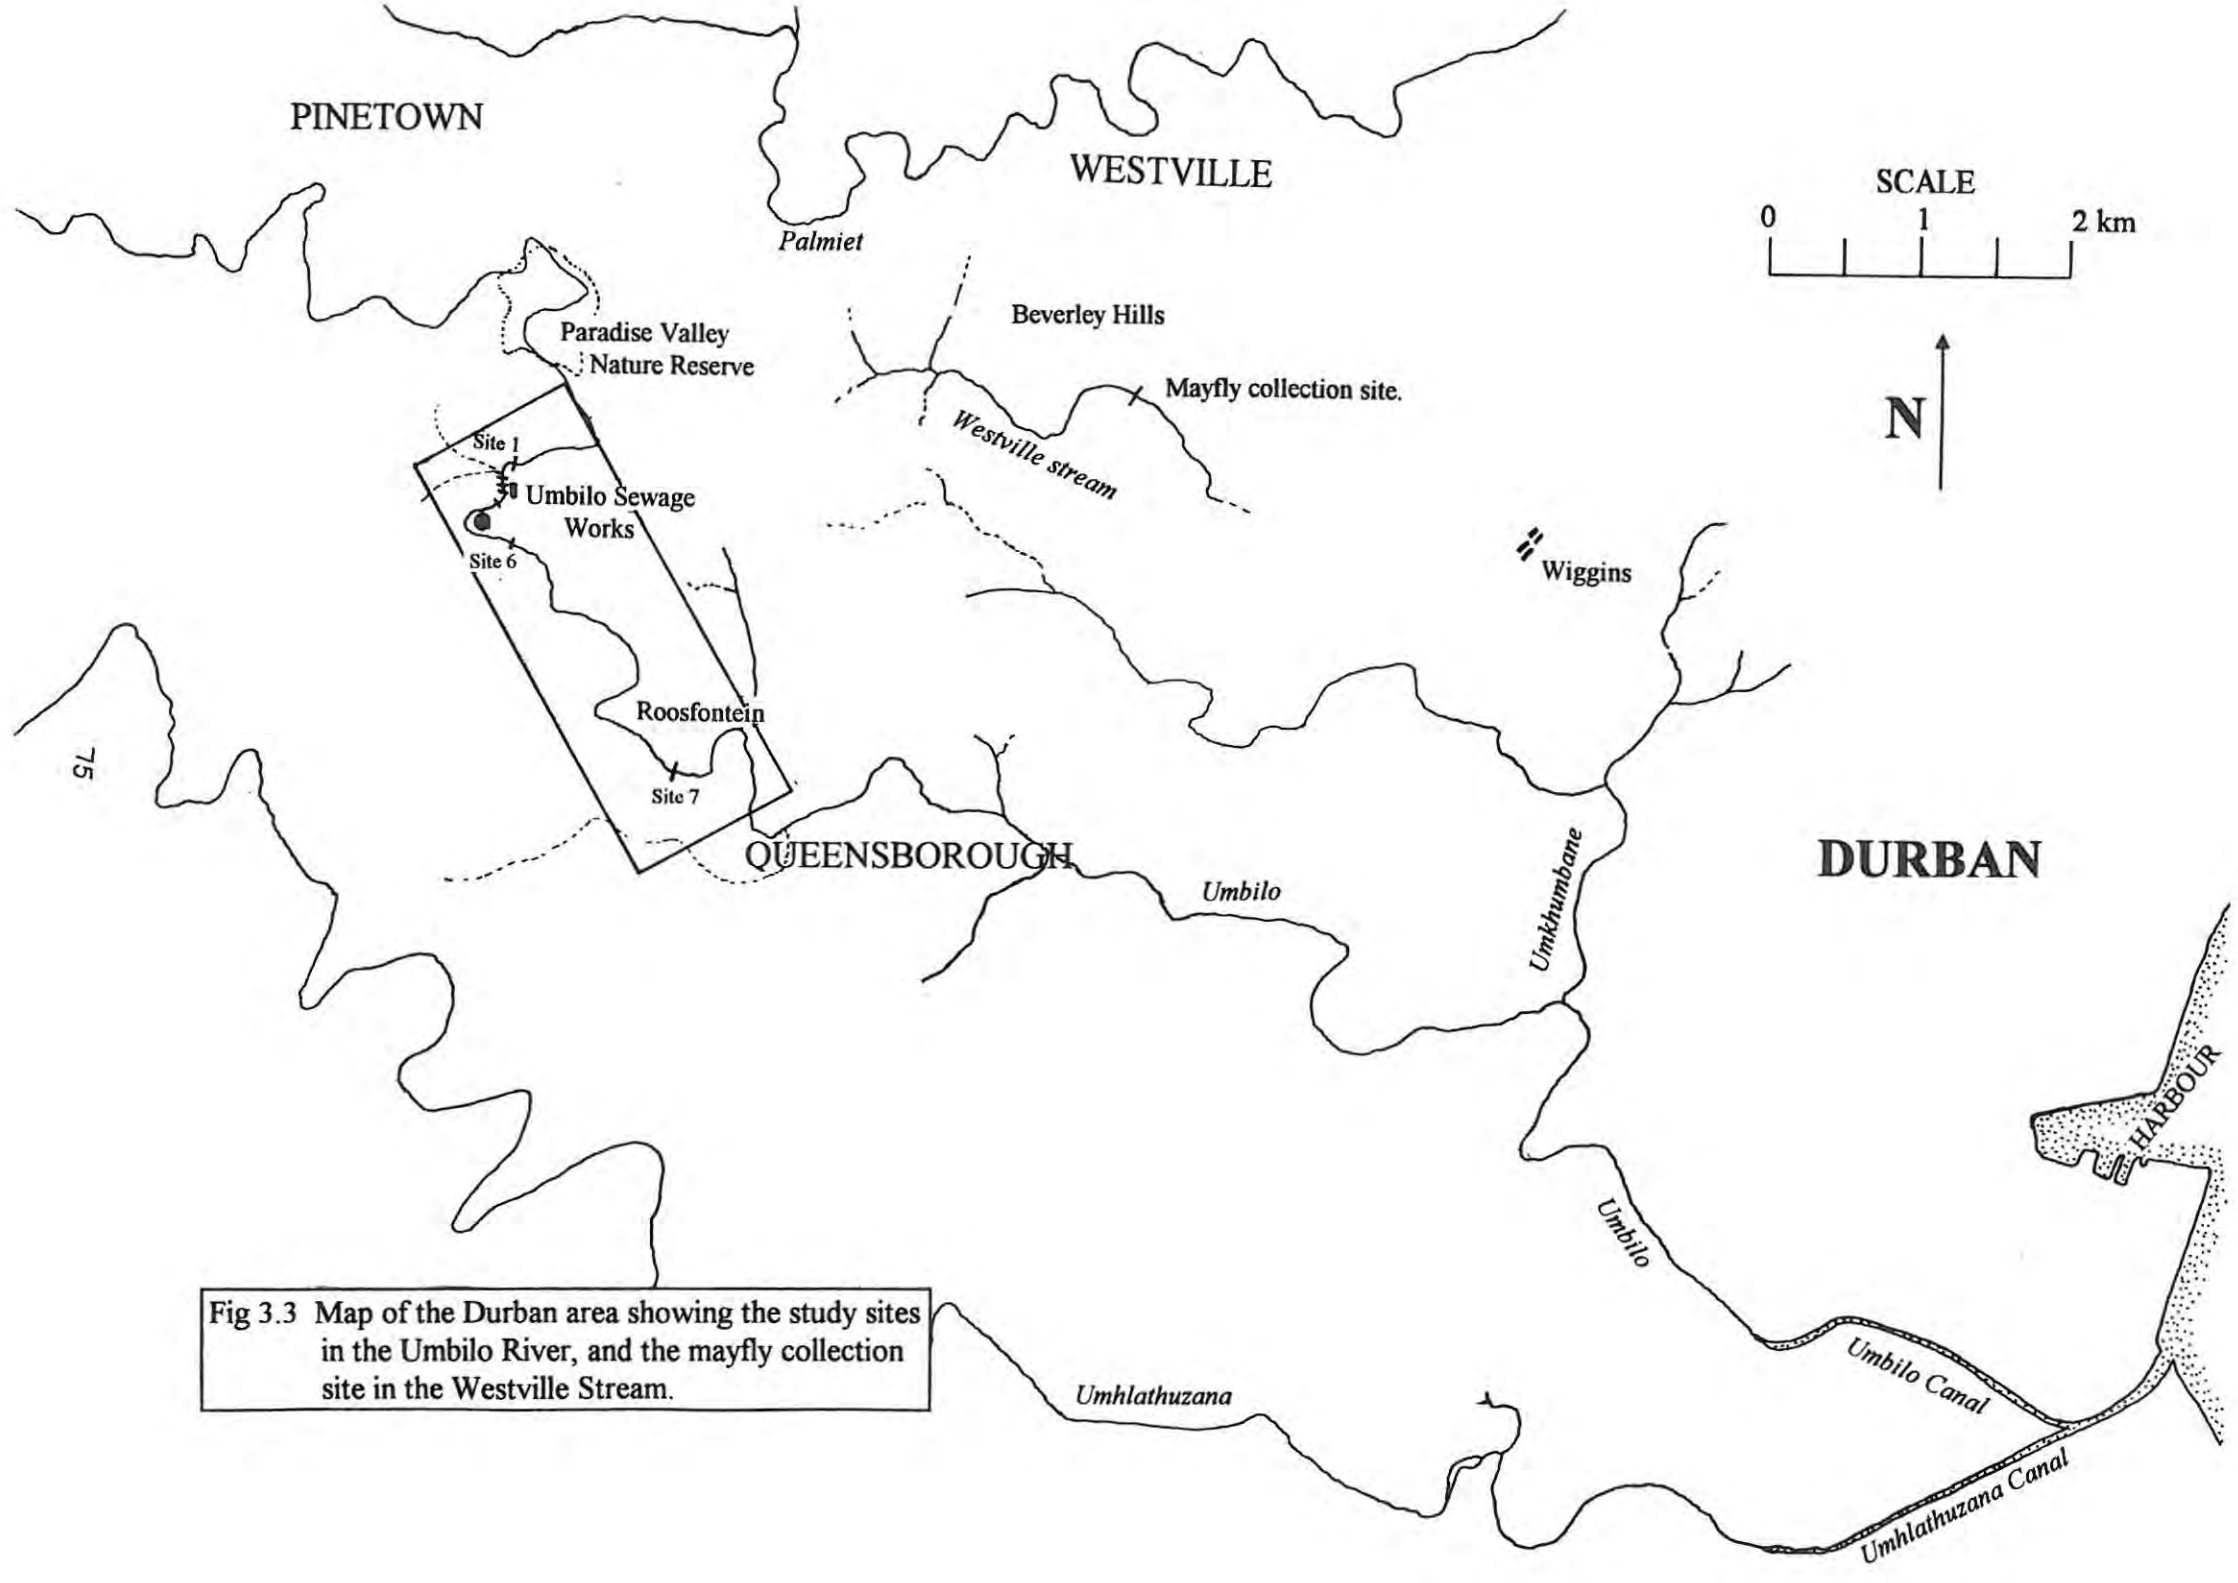 PINETOWN
WESTVILLE
SCALE
0 1 2 km
Palmiet
Beverley Hills
Paradise Valley
Nature Reserve
Mayfly collection site.
N
Westville stream
Site 1
Umbilo Sewage
Works
Site 6
Wiggins
Roosfontein
75
Site 7
QUEENSBOROUGH
Umbilo
Umkhumbane
DURBAN
HARBOUR
Umbilo
Fig 3.3 Map of the Durban area showing the study sites
in the Umbilo River, and the mayfly collection
site in the Westville Stream.
Umbilo Canal
Umhlathuzana
Umhlathuzana Canal